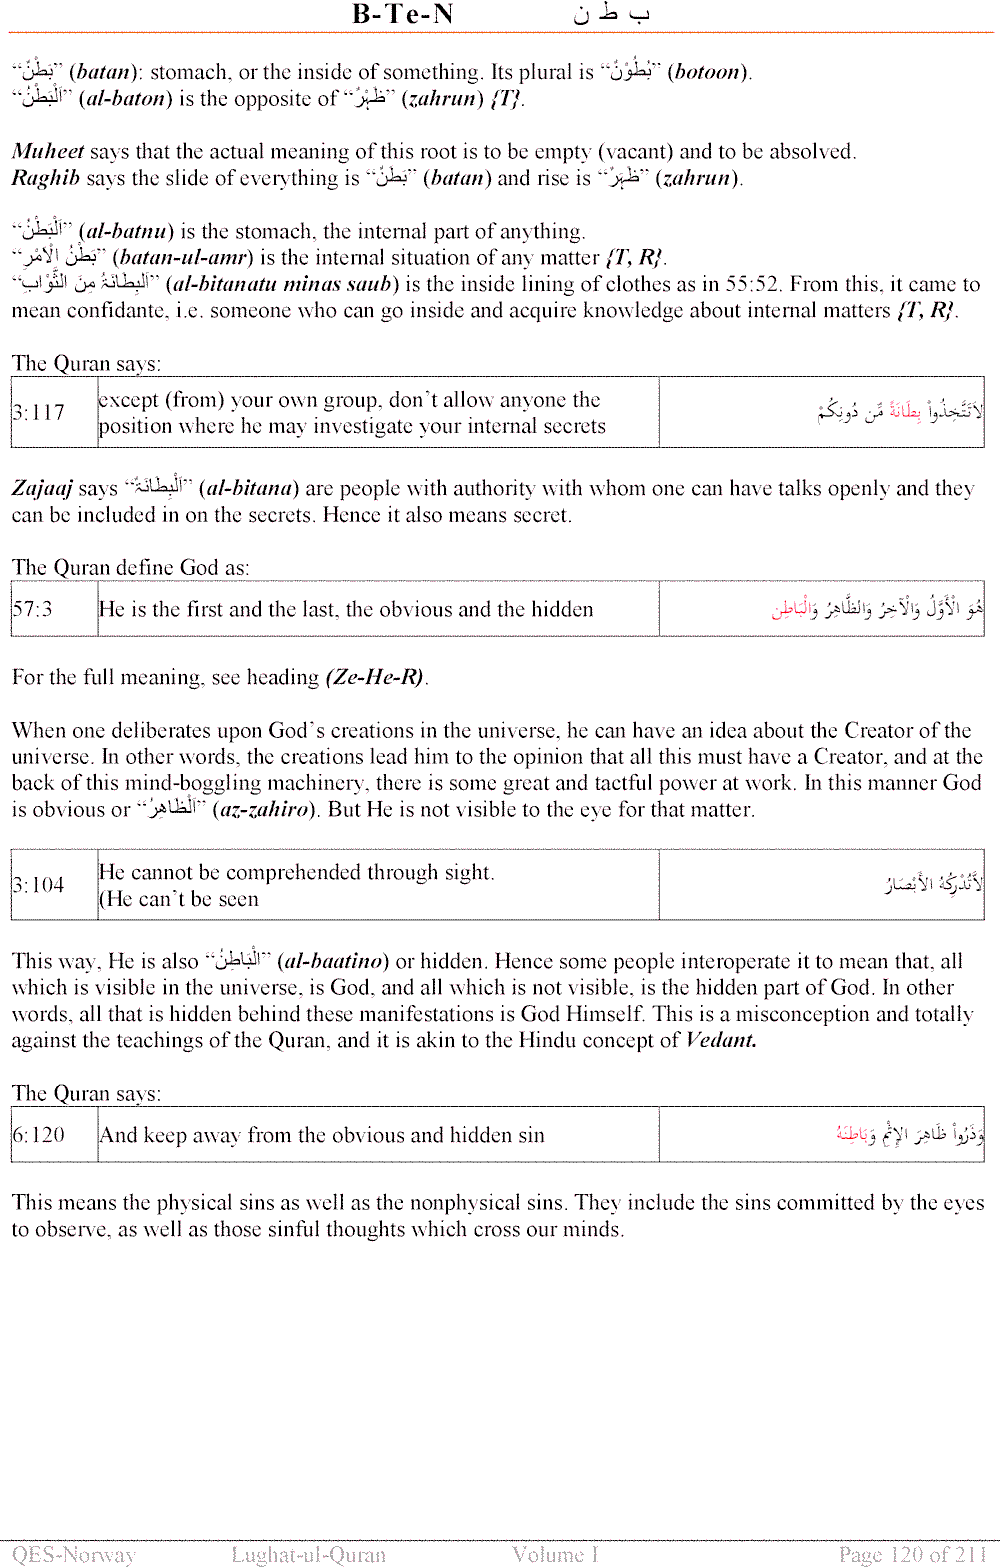 B-Te-N ب ط ن
“بَطْنٌ” (batan): stomach, or the inside of something. Its plural is “بُطُوْنٌ” (botoon).
“اَلْبَطْنُ” (al-baton) is the opposite of “ظَہْرٌ” (zahrun) {T}.
Muheet says that the actual meaning of this root is to be empty (vacant) and to be absolved.
Raghib says the slide of everything is “بَطَنٌ” (batan) and rise is “ظَہَرٌ” (zahrun).
“اَلْبَطْنُ” (al-batnu) is the stomach, the internal part of anything.
“بَطْنُ الْاَمْرِ” (batan-ul-amr) is the internal situation of any matter {T, R}.
“اَلْبِطَانَۃُ مِنَ الثَّوْابِ” (al-bitanatu minas saub) is the inside lining of clothes as in 55:52. From this, it came to
mean confidante, i.e. someone who can go inside and acquire knowledge about internal matters {T, R}.
The Quran says:
3:117 except (from) your own group, don’t allow anyone the
position where he may investigate your internal secrets لاَتَتَّخِذُواْ بِطَانَةً مِّن دُونِكُمْ
Zajaaj says “اَلْبِطَانَۃُ” (al-bitana) are people with authority with whom one can have talks openly and they
can be included in on the secrets. Hence it also means secret.
The Quran define God as:
57:3 He is the first and the last, the obvious and the hidden هُوَ الْأَوَّلُ وَالْآخِرُ وَالظَّاهِرُ وَالْبَاطِن
For the full meaning, see heading (Ze-He-R).
When one deliberates upon God’s creations in the universe, he can have an idea about the Creator of the
universe. In other words, the creations lead him to the opinion that all this must have a Creator, and at the
back of this mind-boggling machinery, there is some great and tactful power at work. In this manner God
is obvious or “اَلْظَاہِرُ” (az-zahiro). But He is not visible to the eye for that matter.
3:104 He cannot be comprehended through sight.
(He can’t be seen لاَّتُدْرِكُهُ الأَبْصَارُ
This way, He is also “الْبَاطِنُ” (al-baatino) or hidden. Hence some people interoperate it to mean that, all
which is visible in the universe, is God, and all which is not visible, is the hidden part of God. In other
words, all that is hidden behind these manifestations is God Himself. This is a misconception and totally
against the teachings of the Quran, and it is akin to the Hindu concept of Vedant.
The Quran says:
6:120 And keep away from the obvious and hidden sin وَذَرُواْ ظَاهِرَ الإِثْمِ وَبَاطِنَهُ
This means the physical sins as well as the nonphysical sins. They include the sins committed by the eyes
to observe, as well as those sinful thoughts which cross our minds.
QES-Norway Lughat-ul-Quran Volume I Page 120 of 211